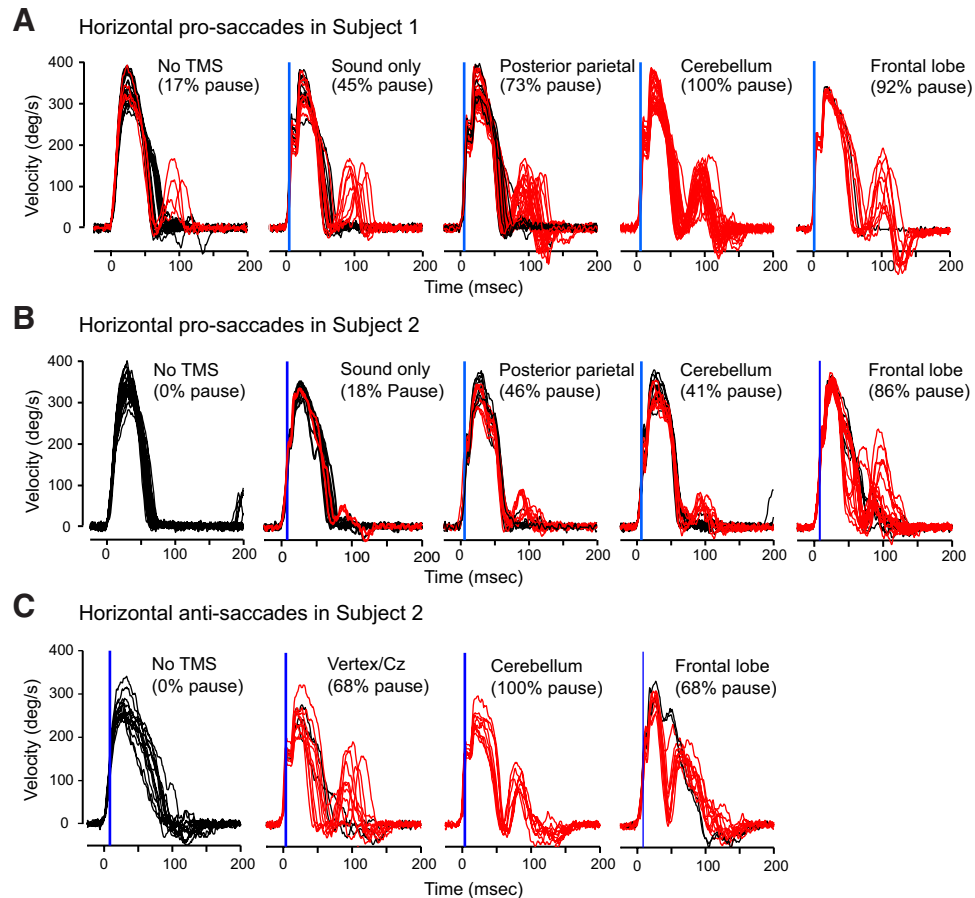 A Horizontal pro-saccades in Subject 1
No TMS Sound only Posterior parietal Cerebellum Frontal lobe
(17% pause) (45% pause) (73% pause) (100% pause) (92% pause)
400
300
200
100
0
Velocity (deg/s)
0 100 200 0 100 200 0 100 200 0 100 200 0 100 200
Time (msec)
B Horizontal pro-saccades in Subject 2
No TMS Sound only Posterior parietal Cerebellum Frontal lobe
(0% pause) (18% Pause) (46% pause) (41% pause) (86% pause)
400
300
200
100
0
Velocity (deg/s)
0 100 200 0 100 200 0 100 200 0 100 200 0 100 200
Time (msec)
C Horizontal anti-saccades in Subject 2
No TMS Vertex/Cz Cerebellum Frontal lobe
(0% pause) (68% pause) (100% pause) (68% pause)
400
300
200
100
0
Velocity (deg/s)
0 100 200 0 100 200 0 100 200 0 100 200
Time (msec)